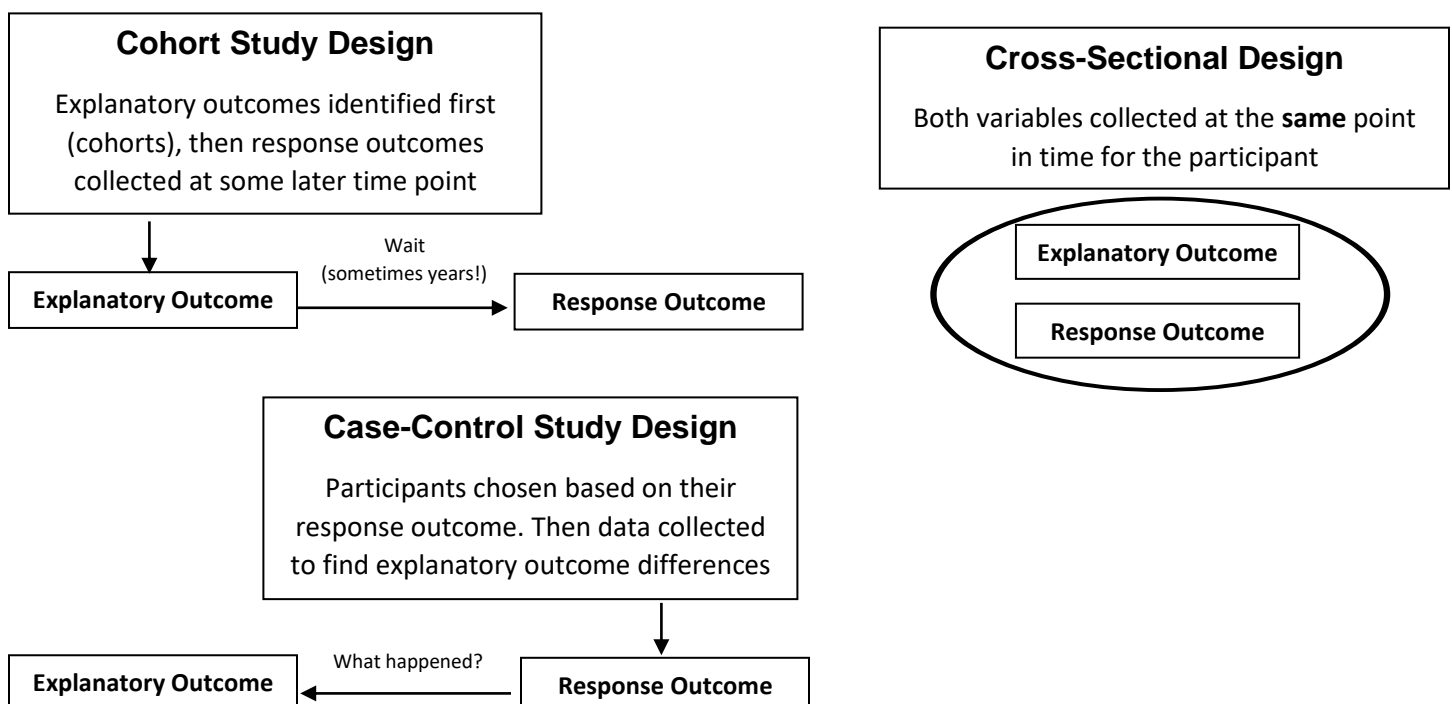 Cohort Study Design
Explanatory outcomes identified first
(cohorts), then response outcomes
collected at some later time point
Wait
(sometimes years!)
Explanatory Outcome
Response Outcome
Cross-Sectional Design
Both variables collected at the same point
in time for the participant
Explanatory Outcome
Response Outcome
Case-Control Study Design
Participants chosen based on their
response outcome. Then data collected
to find explanatory outcome differences
What happened?
Explanatory Outcome
Response Outcome